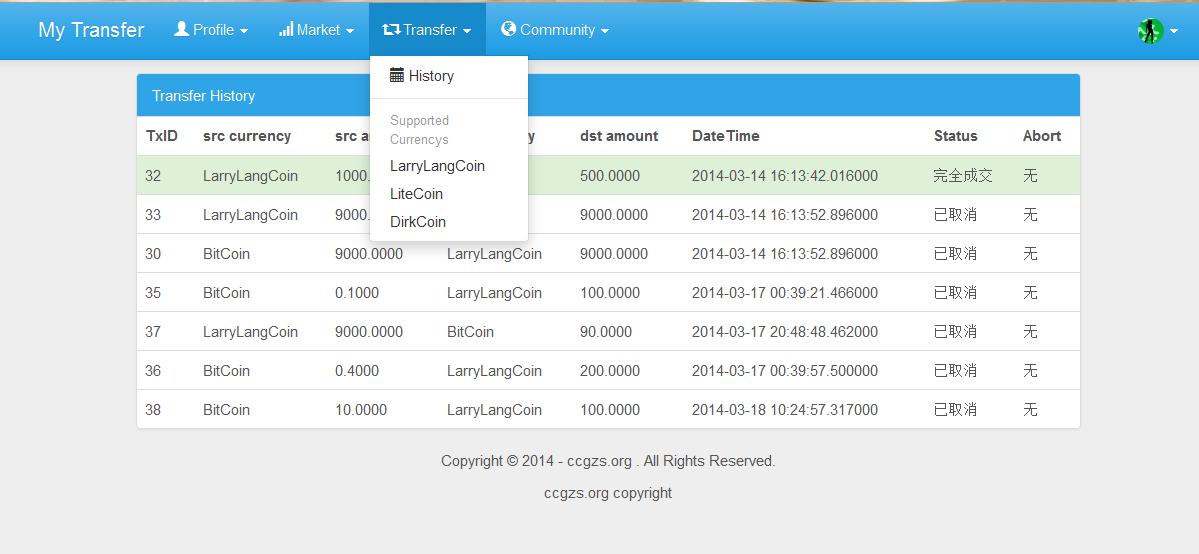 My Transfer Profile Market Transfer Community
History
Transfer History
Supported
Currencys
TxID src currency src a y dst amount DateTime Status Abort
LarryLangCoin
32 LarryLangCoin 1000. 500.0000 2014-03-14 16:13:42.016000 完全成交 无
LiteCoin
33 LarryLangCoin 9000. 9000.0000 2014-03-14 16:13:52.896000 已取消 无
DirkCoin
30 BitCoin 9000.0000 LarryLangCoin 9000.0000 2014-03-14 16:13:52.896000 已取消 无
35 BitCoin 0.1000 LarryLangCoin 100.0000 2014-03-17 00:39:21.466000 已取消 无
37 LarryLangCoin 9000.0000 BitCoin 90.0000 2014-03-17 20:48:48.462000 已取消 无
36 BitCoin 0.4000 LarryLangCoin 200.0000 2014-03-17 00:39:57.500000 已取消 无
38 BitCoin 10.0000 LarryLangCoin 100.0000 2014-03-18 10:24:57.317000 已取消 无
Copyright © 2014 - ccgzs.org . All Rights Reserved.
ccgzs.org copyright